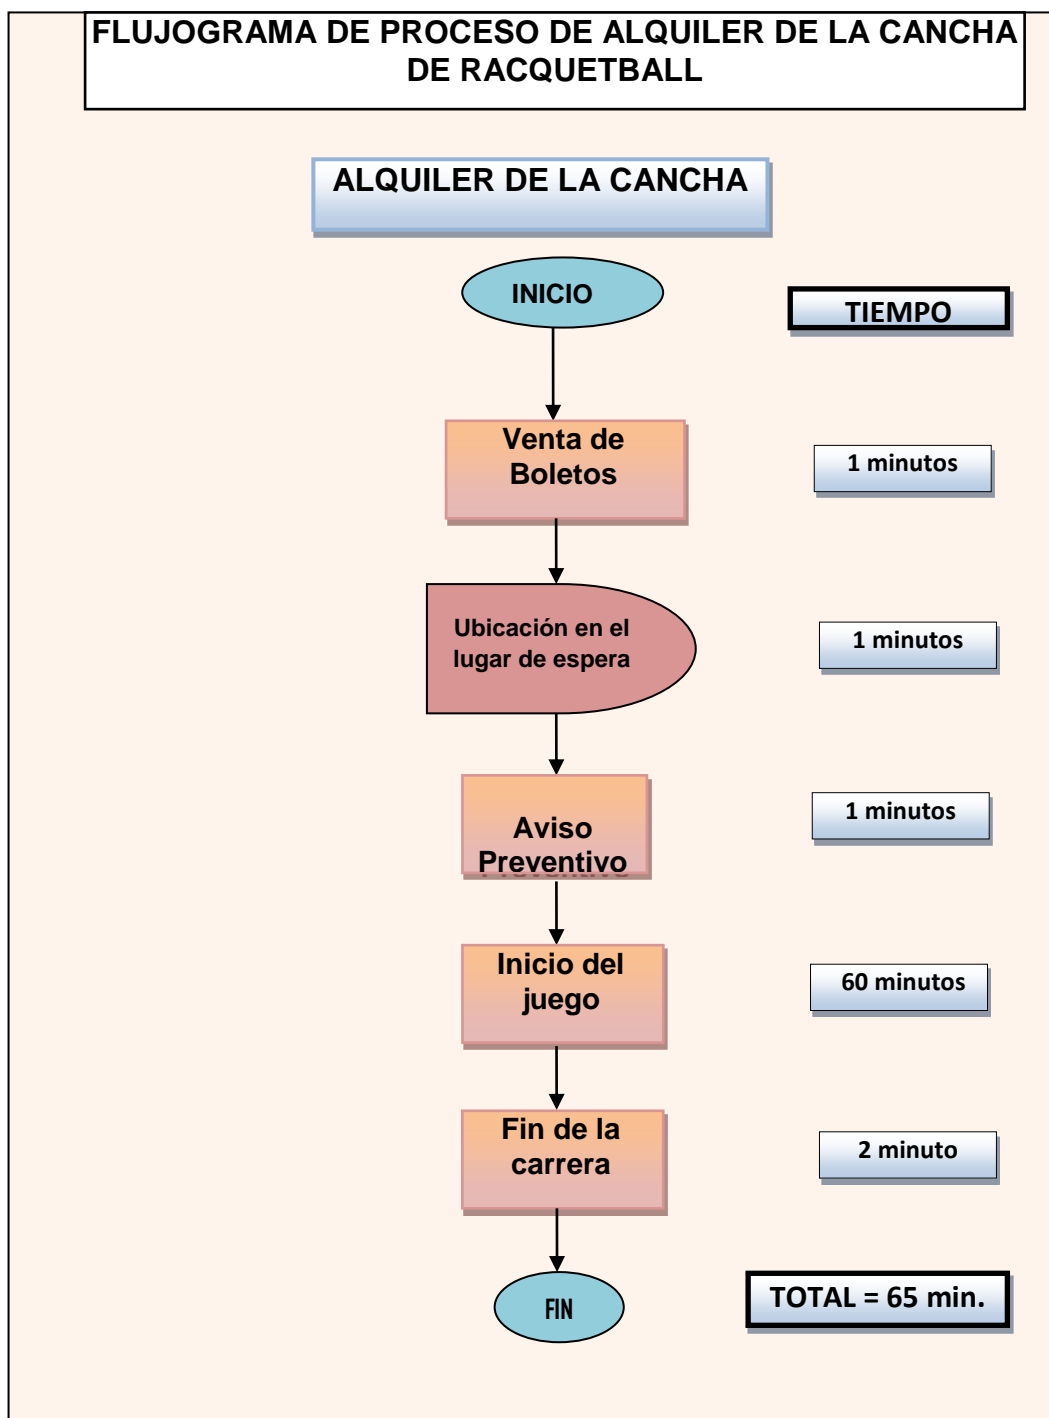 FLUJOGRAMA DE PROCESO DE ALQUILER DE LA CANCHA
DE RACQUETBALL
ALQUILER DE LA CANCHA
INICIO
TIEMPO
Venta de
Boletos
1 minutos
Ubicación en el
lugar de espera
1 minutos
Aviso
Preventivo
1 minutos
Inicio del
juego
60 minutos
Fin de la
carrera
2 minuto
FIN
TOTAL = 65 min.